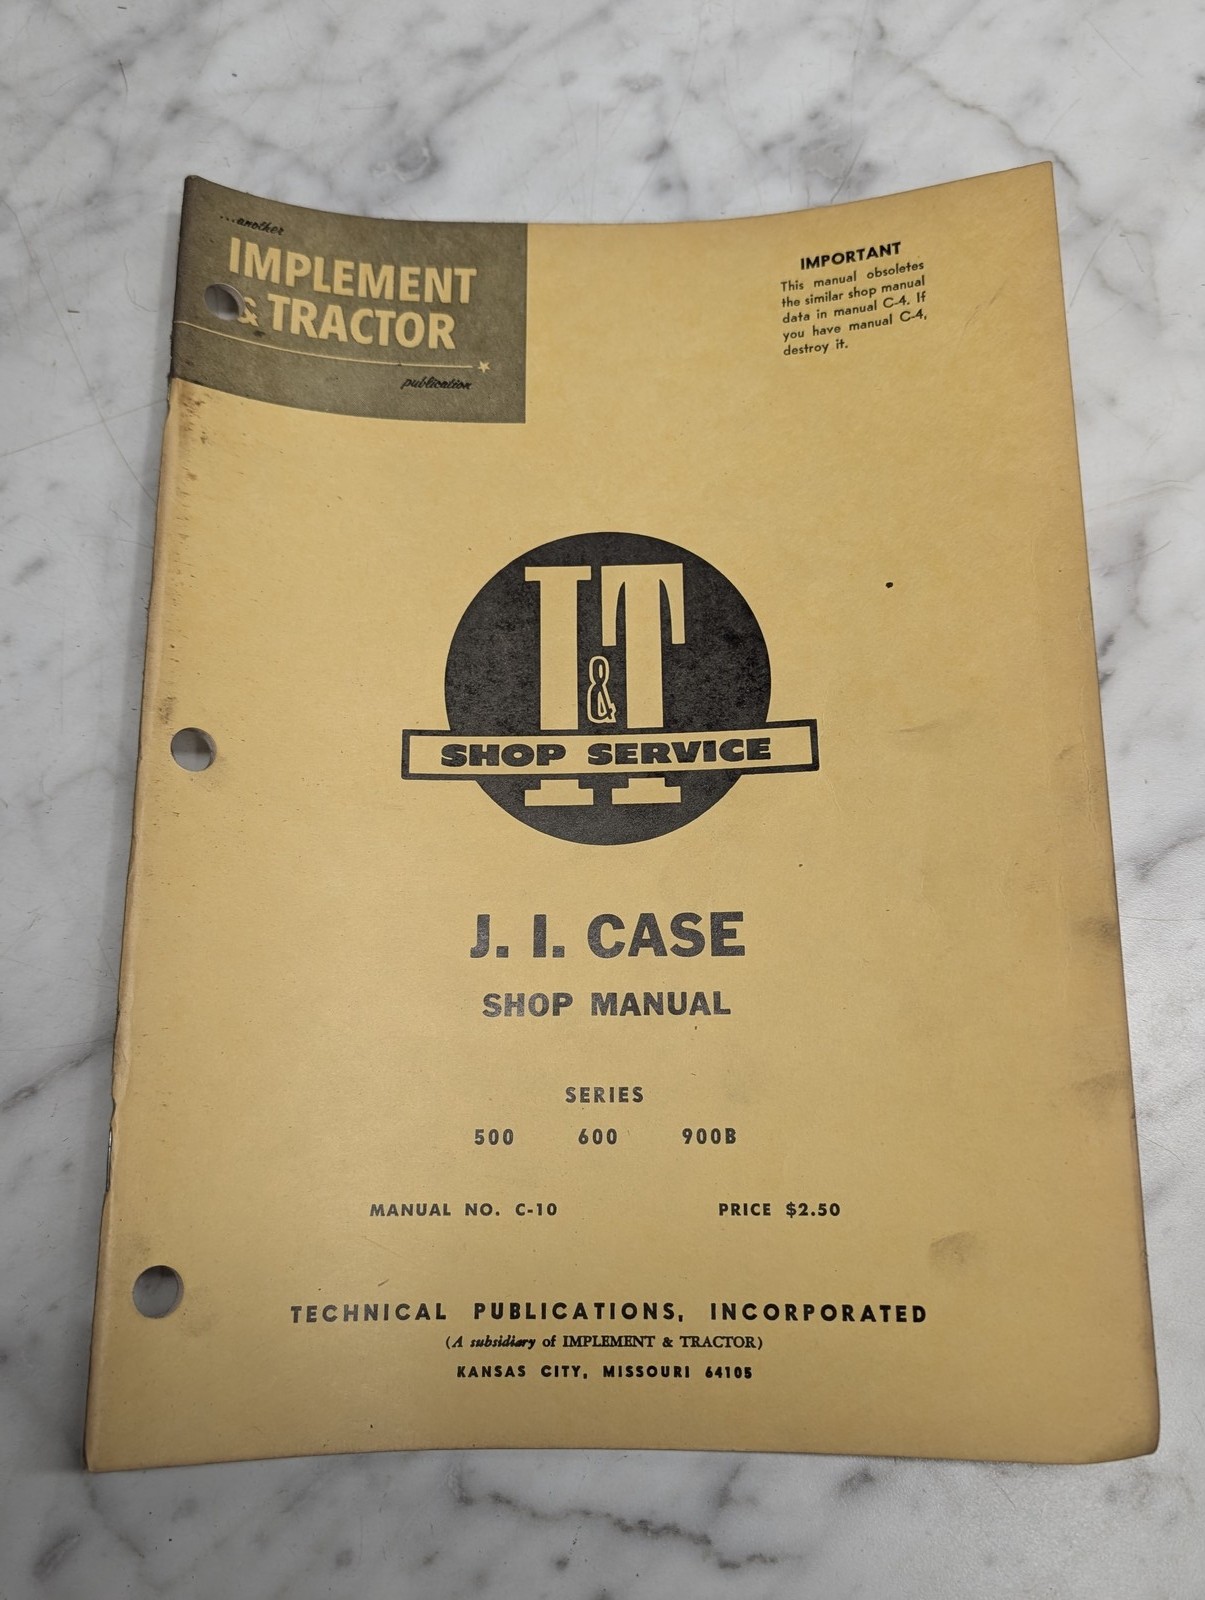 ...another
IMPLEMENT
& TRACTOR
publication
IMPORTANT
This manual obsoletes
the similar shop manual
data in manual C-4. If
you have manual C-4,
destroy it.
I&T
SHOP SERVICE
J. I. CASE
SHOP MANUAL
SERIES
500 600 900B
MANUAL NO. C-10 PRICE $2.50
TECHNICAL PUBLICATIONS, INCORPORATED
(A subsidiary of IMPLEMENT & TRACTOR)
KANSAS CITY, MISSOURI 64105